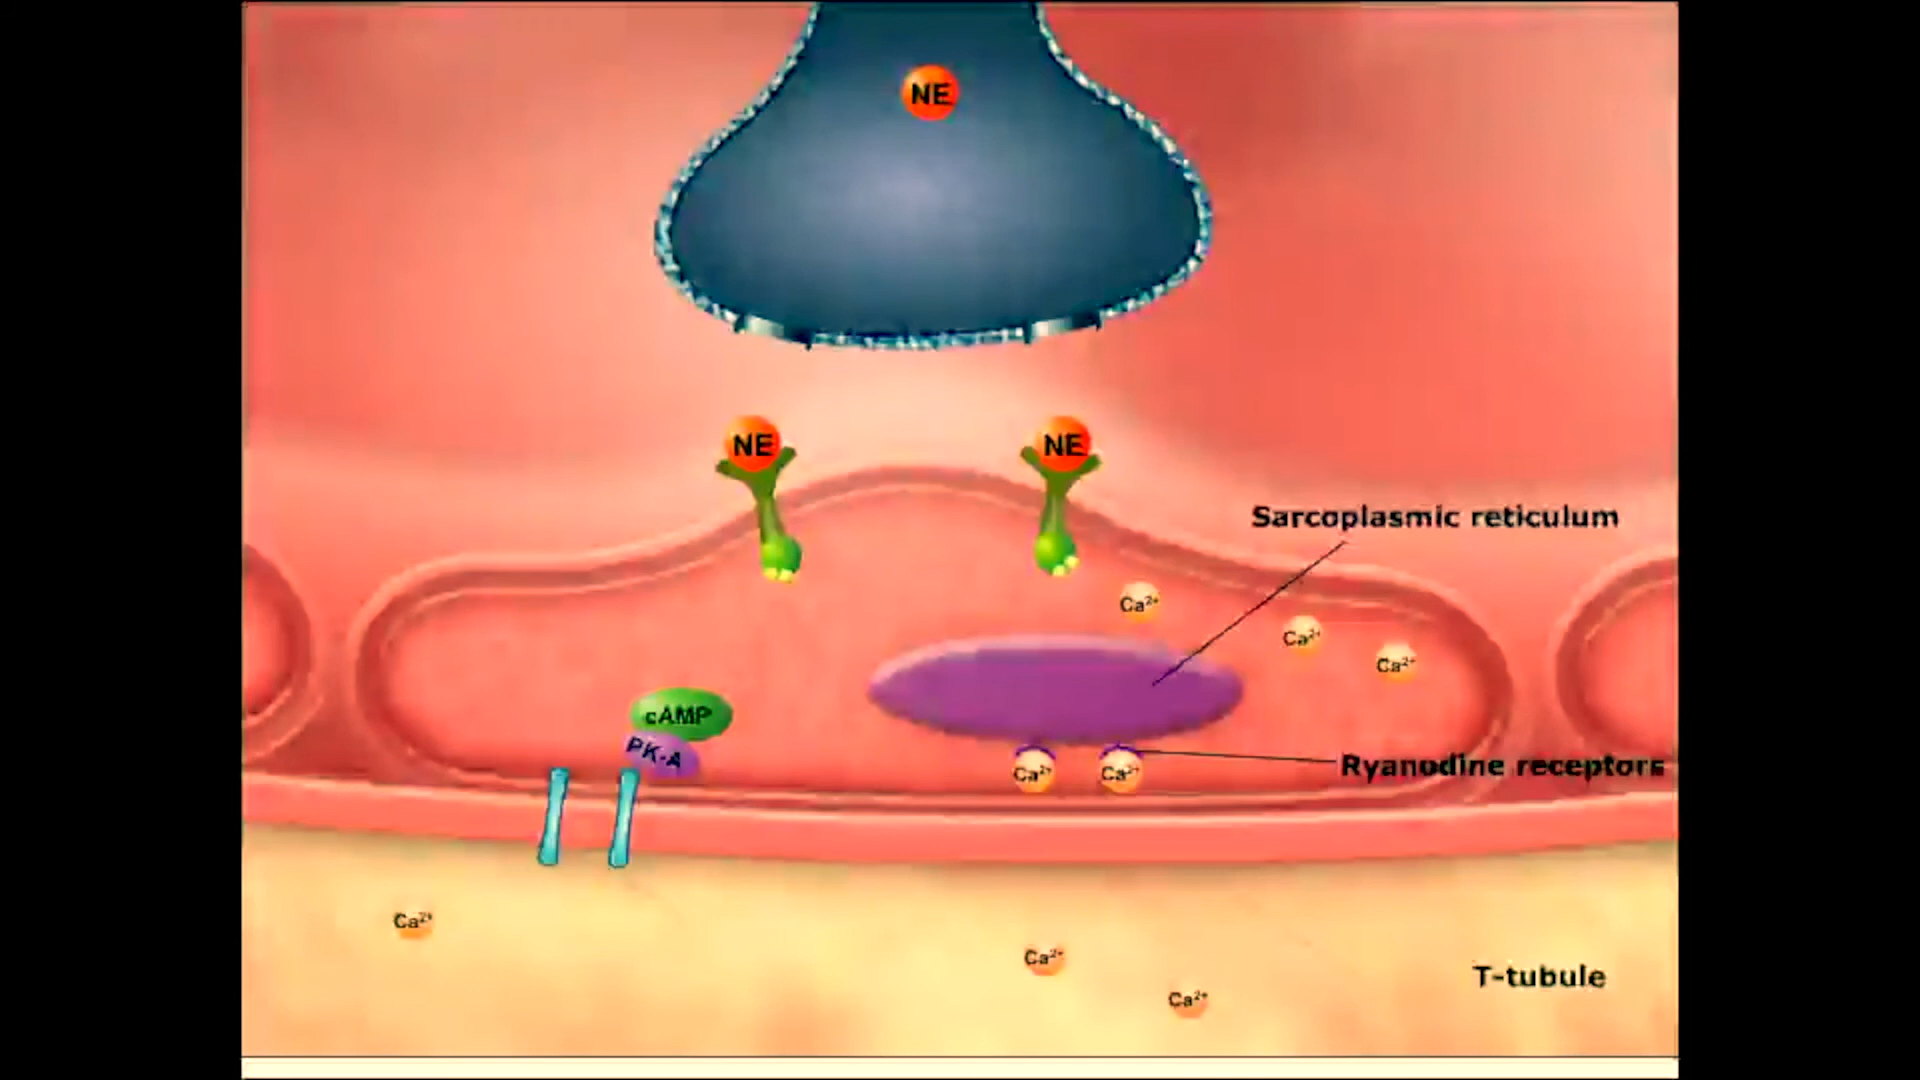 NE
NE
NE
Sarcoplasmic reticulum
Ca²⁺
Ca²⁺
Ca²⁺
cAMP
PK-A
Ryanodine receptors
Ca²⁺
Ca²⁺
Ca²⁺
Ca²⁺
T-tubule
Ca²⁺